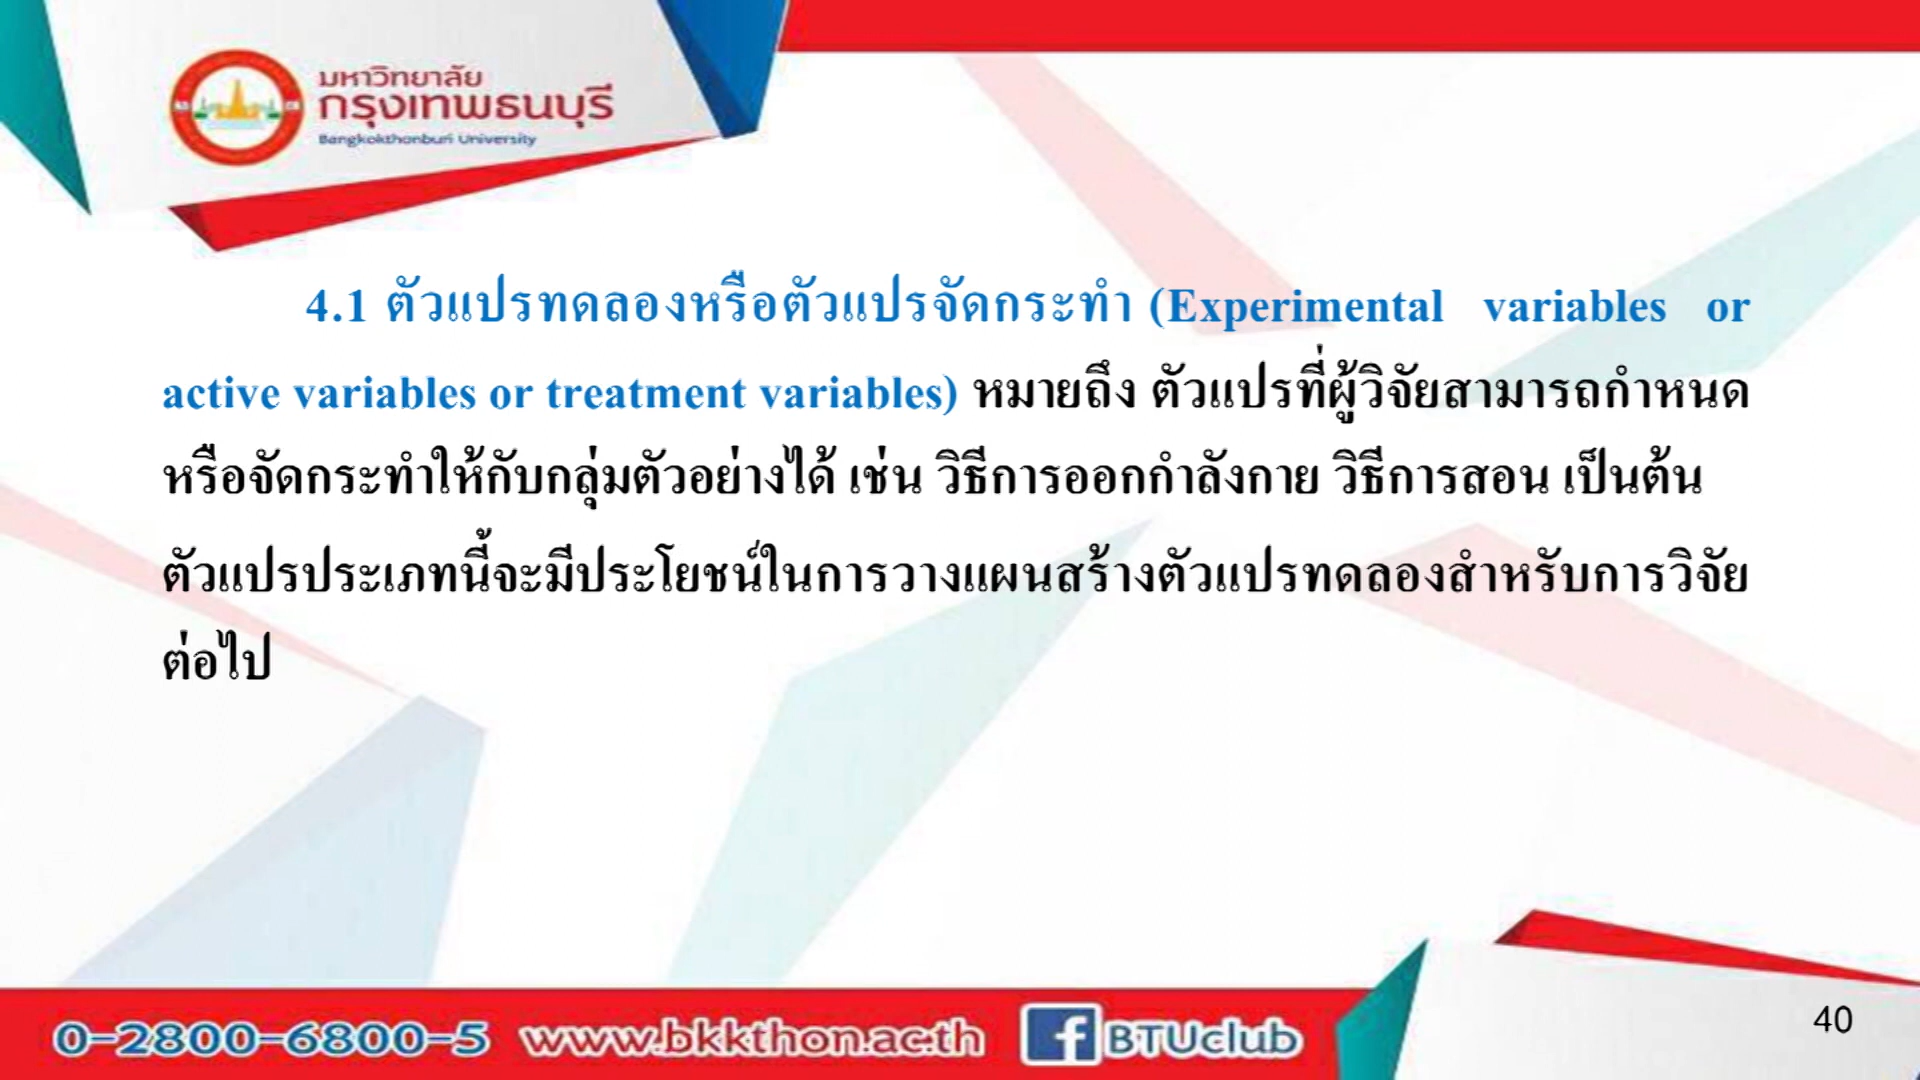 มหาวิทยาลัย
กรุงเทพธนบุรี
Bangkokthonburi University
4.1 ตัวแปรทดลองหรือตัวแปรจัดกระทำ (Experimental variables or
active variables or treatment variables) หมายถึง ตัวแปรที่ผู้วิจัยสามารถกำหนด
หรือจัดกระทำให้กับกลุ่มตัวอย่างได้ เช่น วิธีการออกกำลังกาย วิธีการสอน เป็นต้น
ตัวแปรประเภทนี้จะมีประโยชน์ในการวางแผนสร้างตัวแปรทดลองสำหรับการวิจัย
ต่อไป
0-2800-6800-5 www.bkkthon.ac.th f BTUclub
40